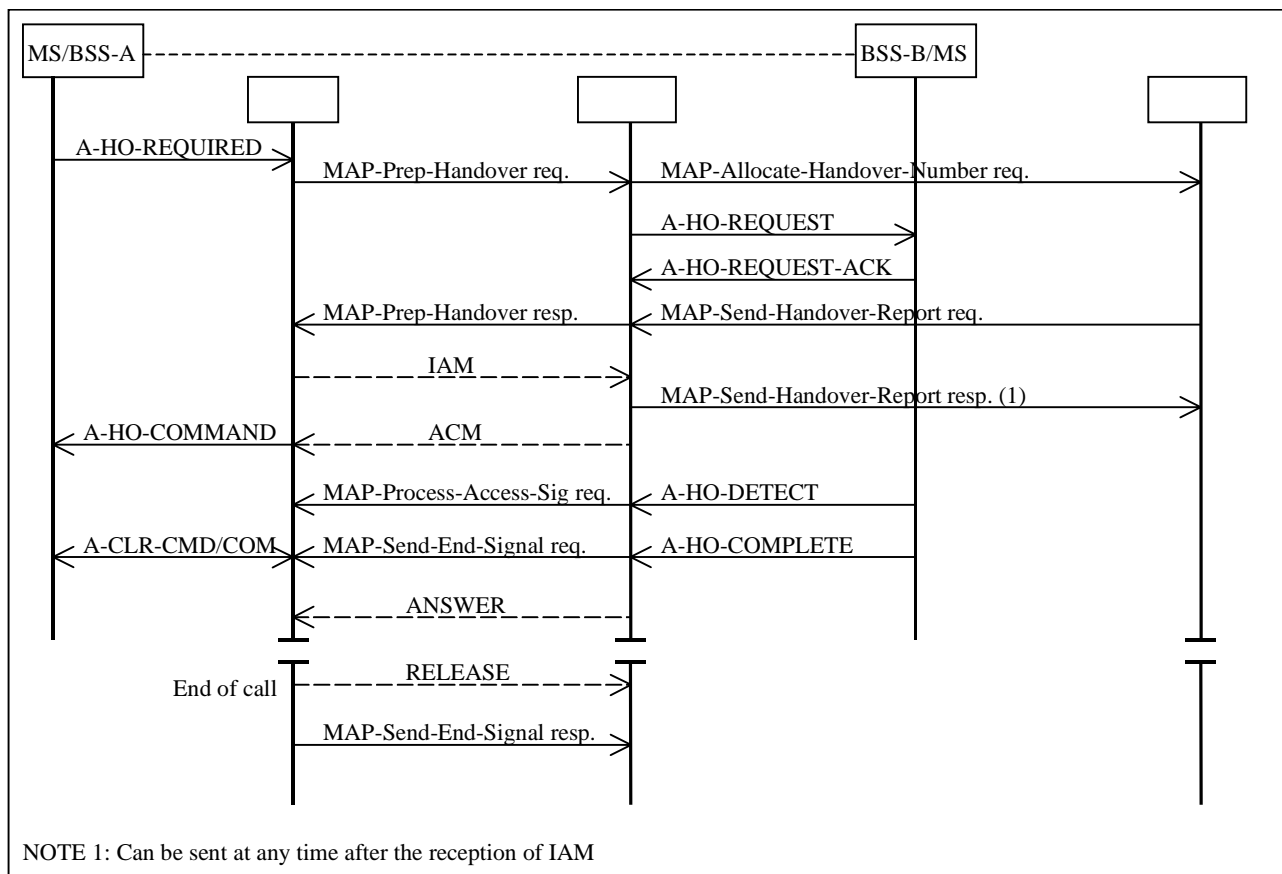 MS/BSS-A
BSS-B/MS
A-HO-REQUIRED
MAP-Prep-Handover req.
MAP-Allocate-Handover-Number req.
A-HO-REQUEST
A-HO-REQUEST-ACK
MAP-Prep-Handover resp.
MAP-Send-Handover-Report req.
IAM
MAP-Send-Handover-Report resp. (1)
A-HO-COMMAND
ACM
MAP-Process-Access-Sig req.
A-HO-DETECT
A-CLR-CMD/COM
MAP-Send-End-Signal req.
A-HO-COMPLETE
ANSWER
RELEASE
End of call
MAP-Send-End-Signal resp.
NOTE 1: Can be sent at any time after the reception of IAM